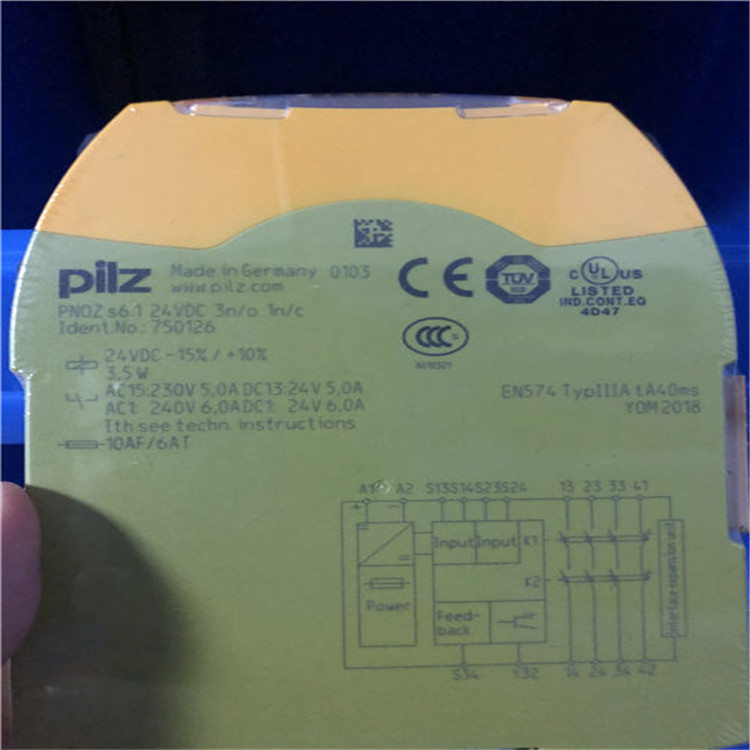 pilz Made in Germany 0103
www.pilz.com
PNOZ s6.1 24VDC 3n/o 1n/c
Ident.No.: 750126
CE
TÜV
c UL US
LISTED
IND.CONT.EQ
4D47
CCC
24VDC -15% / +10%
3,5 W
AC15:230V 5,0A DC13:24V 5,0A
AC1: 240V 6,0A DC1: 24V 6,0A
Ith see techn. instructions
10AF/6AT
EN574 TypIIIA tA40ms
YOM 2018
A1 A2 S13 S14 S23 S24 13 23 33 41
+ -
Input Input K1
K2
Power
Feed-
back
Interface expansion unit
S34 Y32 14 24 34 42